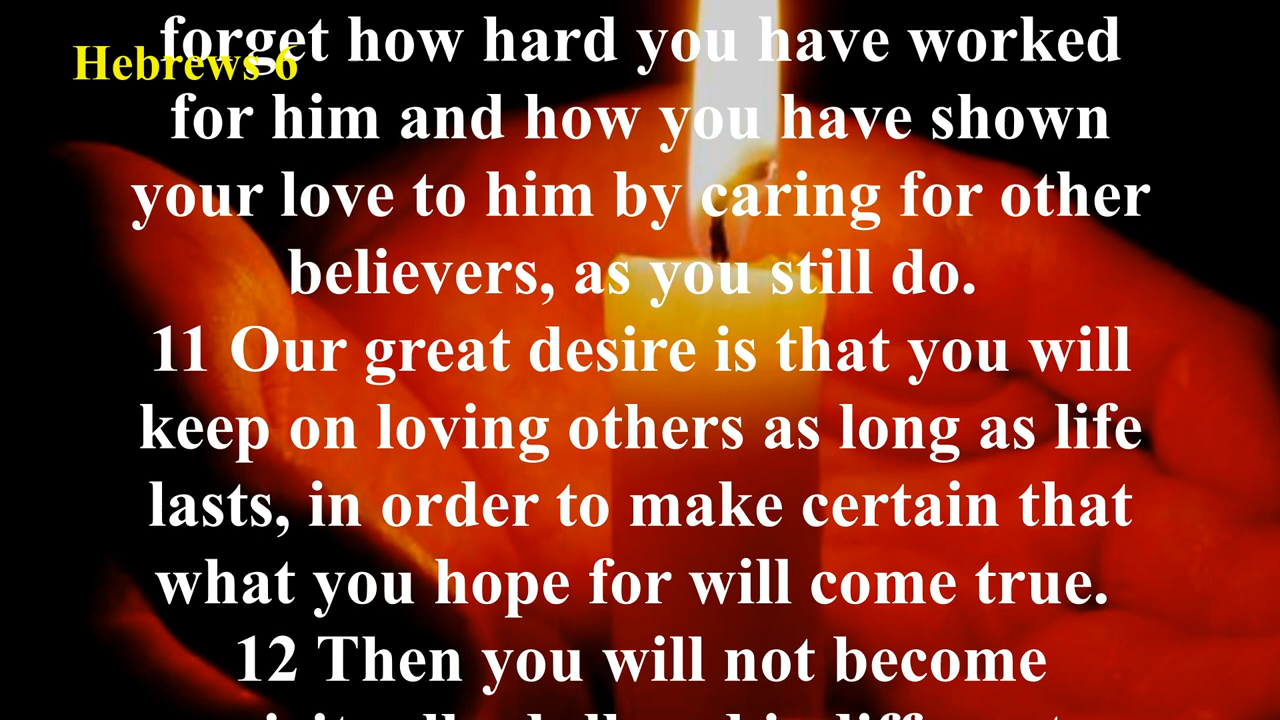 forget how hard you have worked
Hebrews 6
for him and how you have shown
your love to him by caring for other
believers, as you still do.
11 Our great desire is that you will
keep on loving others as long as life
lasts, in order to make certain that
what you hope for will come true.
12 Then you will not become